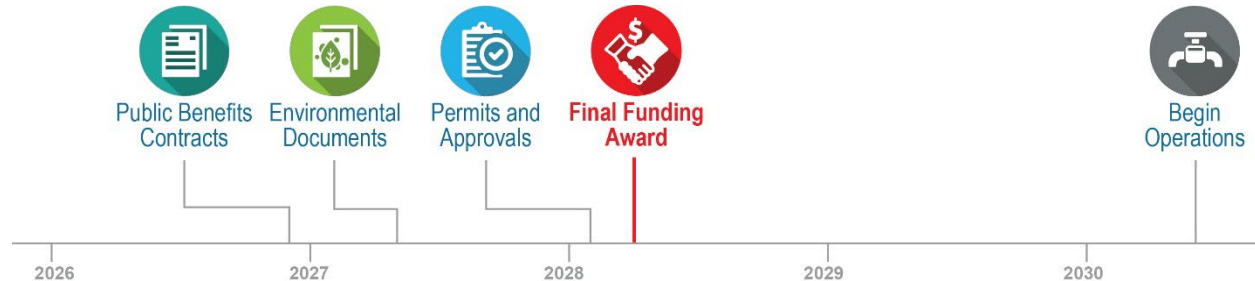 Public Benefits
Contracts
Environmental
Documents
Permits and
Approvals
Final Funding
Award
Begin
Operations
2026
2027
2028
2029
2030